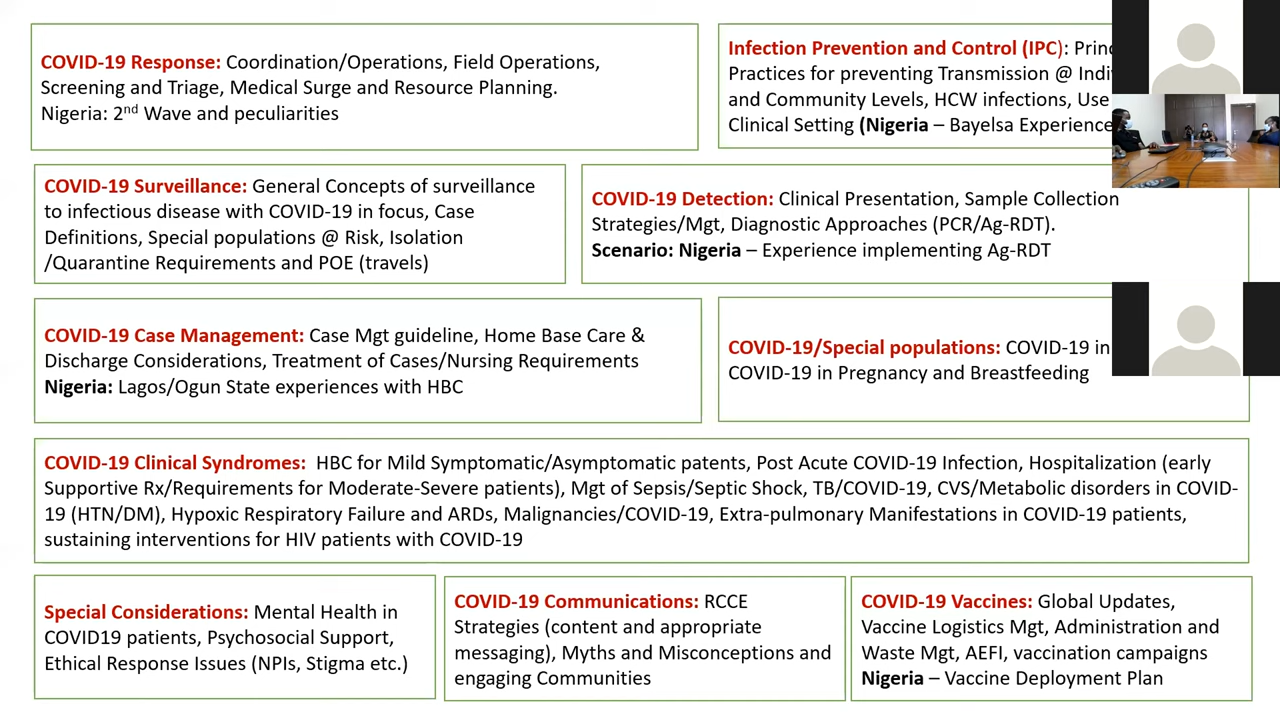 COVID-19 Response: Coordination/Operations, Field Operations,
Screening and Triage, Medical Surge and Resource Planning.
Nigeria: 2nd Wave and peculiarities
Infection Prevention and Control (IPC):
Practices for preventing Transmission @
and Community Levels, HCW infections, Use
Clinical Setting (Nigeria – Bayelsa Experience
COVID-19 Surveillance: General Concepts of surveillance
to infectious disease with COVID-19 in focus, Case
Definitions, Special populations @ Risk, Isolation
/Quarantine Requirements and POE (travels)
COVID-19 Detection: Clinical Presentation, Sample Collection
Strategies/Mgt, Diagnostic Approaches (PCR/Ag-RDT).
Scenario: Nigeria – Experience implementing Ag-RDT
COVID-19 Case Management: Case Mgt guideline, Home Base Care &
Discharge Considerations, Treatment of Cases/Nursing Requirements
Nigeria: Lagos/Ogun State experiences with HBC
COVID-19/Special populations: COVID-19 in
COVID-19 in Pregnancy and Breastfeeding
COVID-19 Clinical Syndromes: HBC for Mild Symptomatic/Asymptomatic patents, Post Acute COVID-19 Infection, Hospitalization (early
Supportive Rx/Requirements for Moderate-Severe patients), Mgt of Sepsis/Septic Shock, TB/COVID-19, CVS/Metabolic disorders in COVID-
19 (HTN/DM), Hypoxic Respiratory Failure and ARDs, Malignancies/COVID-19, Extra-pulmonary Manifestations in COVID-19 patients,
sustaining interventions for HIV patients with COVID-19
Special Considerations: Mental Health in
COVID19 patients, Psychosocial Support,
Ethical Response Issues (NPIs, Stigma etc.)
COVID-19 Communications: RCCE
Strategies (content and appropriate
messaging), Myths and Misconceptions and
engaging Communities
COVID-19 Vaccines: Global Updates,
Vaccine Logistics Mgt, Administration and
Waste Mgt, AEFI, vaccination campaigns
Nigeria – Vaccine Deployment Plan